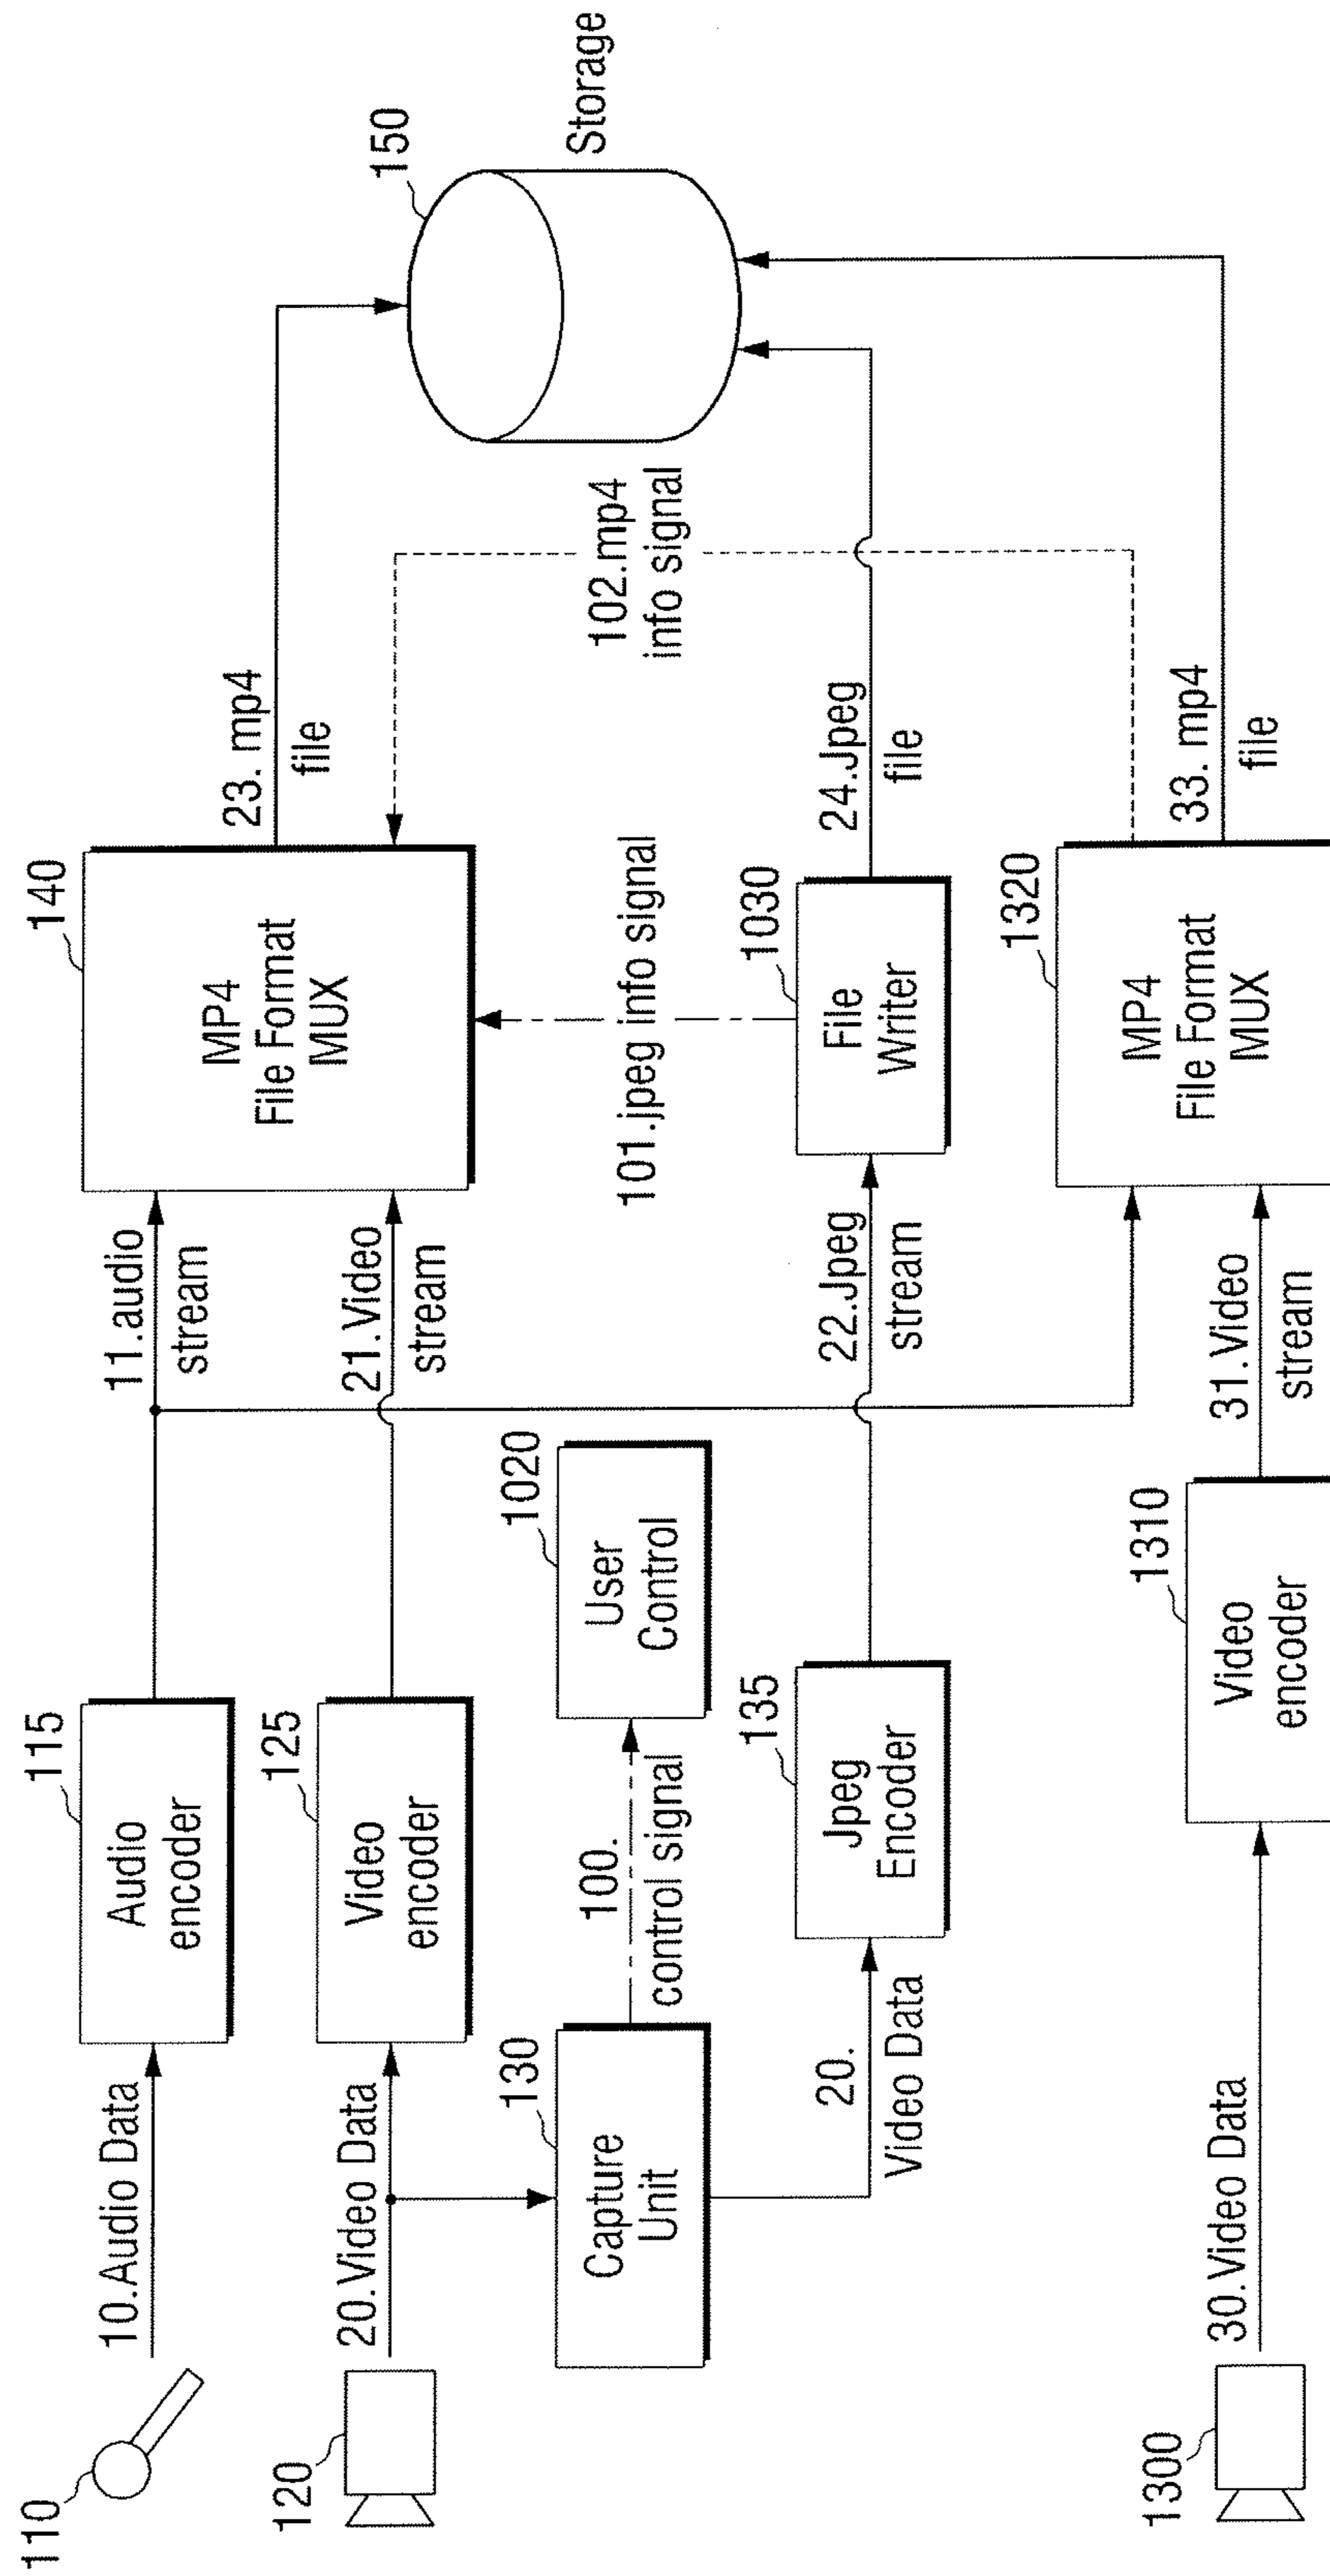 110
10.Audio Data
115
Audio
encoder
11.audio
stream
140
MP4
File Format
MUX
23. mp4
file
150
Storage
120
20.Video Data
125
Video
encoder
21.Video
stream
130
Capture
Unit
100.
control signal
1020
User
Control
101.jpeg info signal
102.mp4
info signal
20.
Video Data
135
Jpeg
Encoder
22.Jpeg
stream
1030
File
Writer
24.Jpeg
file
1300
30.Video Data
1310
Video
encoder
31.Video
stream
1320
MP4
File Format
MUX
33. mp4
file